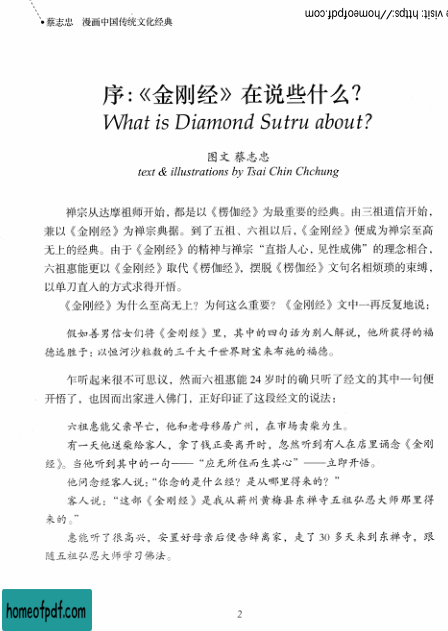 visit: https://homeofpdf.com
•蔡志忠 漫画中国传统文化经典
序：《金刚经》在说些什么？
What is Diamond Sutru about?
图文 蔡志忠
text & illustrations by Tsai Chin Chchung
禅宗从达摩祖师开始，都是以《楞伽经》为最重要的经典。由三祖道信开始，
兼以《金刚经》为禅宗典据。到了五祖、六祖以后，《金刚经》便成为禅宗至高
无上的经典。由于《金刚经》的精神与禅宗“直指人心，见性成佛”的理念相合，
六祖惠能更以《金刚经》取代《楞伽经》，摆脱《楞伽经》文句名相烦琐的束缚，
以单刀直入的方式求得开悟。
《金刚经》为什么至高无上？为何这么重要？《金刚经》文中一再反复地说：
假如善男信女们将《金刚经》里，其中的四句话为别人解说，他所获得的福
德远胜于：以恒河沙粒数的三千大千世界财宝来布施的福德。
乍听起来很不可思议，然而六祖惠能 24 岁时的确只听了经文的其中一句便
开悟了，也因而出家进入佛门，正好印证了这段经文的说法：
六祖惠能父亲早亡，他和老母移居广州，在市场卖柴为生。
有一天他送柴给客人，拿了钱正要离开时，忽然听到有人在店里诵念《金刚
经》。当他听到其中的一句——“应无所住而生其心”——立即开悟。
他问念经客人说：“你念的是什么经？是从哪里得来的？”
客人说：“这部《金刚经》是我从蕲州黄梅县东禅寺五祖弘忍大师那里得
来的。”
惠能听了很高兴，安置好母亲后便告辞离家，走了 30 多天来到东禅寺，跟
随五祖弘忍大师学习佛法。
2
homeofpdf.com